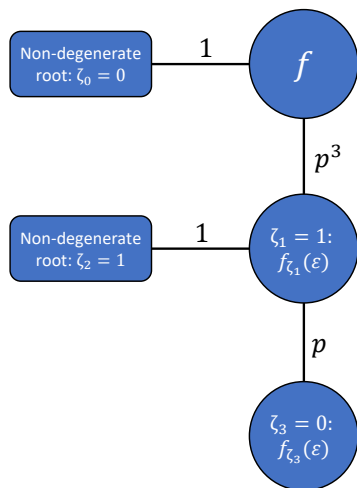 Non-degenerate
root: ζ₀ = 0
1
f
p³
Non-degenerate
root: ζ₂ = 1
1
ζ₁ = 1:
f_{ζ₁}(ε)
p
ζ₃ = 0:
f_{ζ₃}(ε)